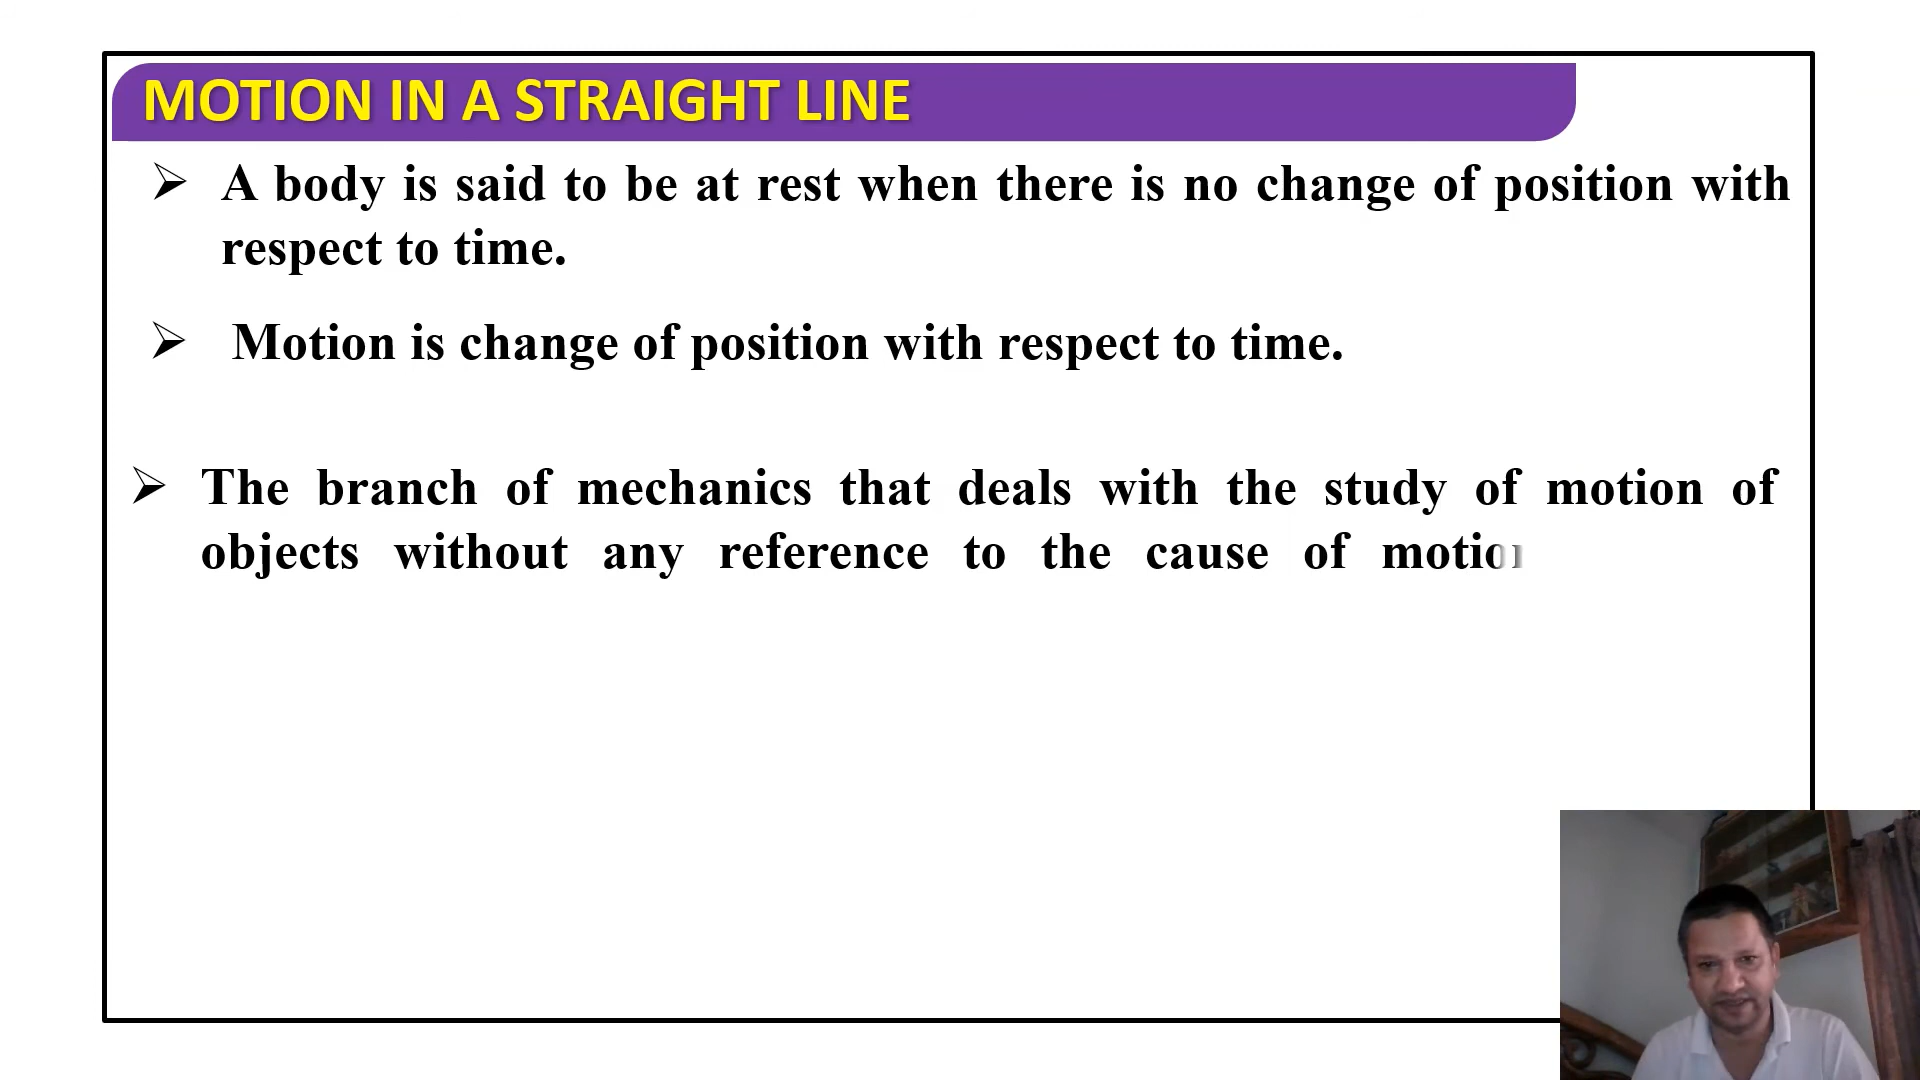 MOTION IN A STRAIGHT LINE
➢ A body is said to be at rest when there is no change of position with
respect to time.
➢ Motion is change of position with respect to time.
➢ The branch of mechanics that deals with the study of motion of
objects without any reference to the cause of motion